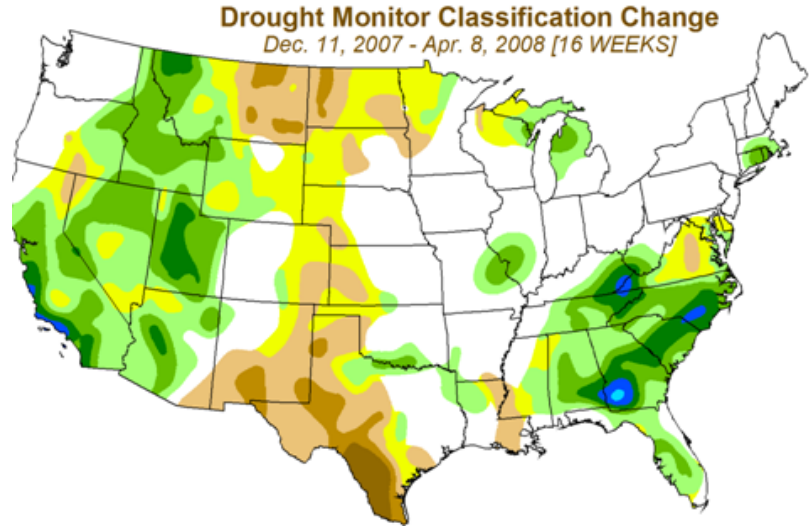 Drought Monitor Classification Change
Dec. 11, 2007 - Apr. 8, 2008 [16 WEEKS]